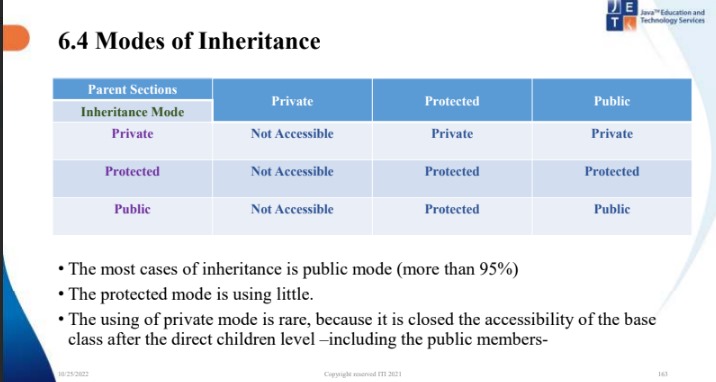 JETK Java™ Education and
Technology Services
6.4 Modes of Inheritance
Parent Sections
Inheritance Mode
Private Protected Public
Private Not Accessible Private Private
Protected Not Accessible Protected Protected
Public Not Accessible Protected Public
• The most cases of inheritance is public mode (more than 95%)
• The protected mode is using little.
• The using of private mode is rare, because it is closed the accessibility of the base
class after the direct children level –including the public members-
10/25/2022 Copyright reserved ITI 2021 163